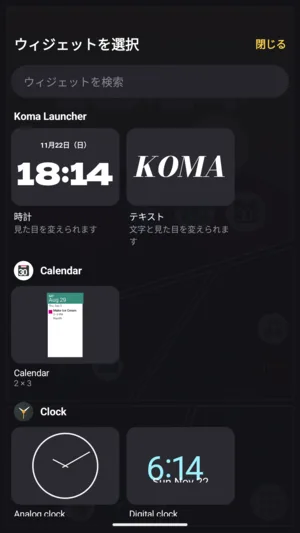 ウィジェットを選択
閉じる
ウィジェットを検索
Koma Launcher
11月22日（日）
18:14
KOMA
時計
見た目を変えられます
テキスト
文字と見た目を変えられま
す
Calendar
Aug 29
Calendar
2 × 3
Clock
6:14
Sun Nov 22
Analog clock
Digital clock